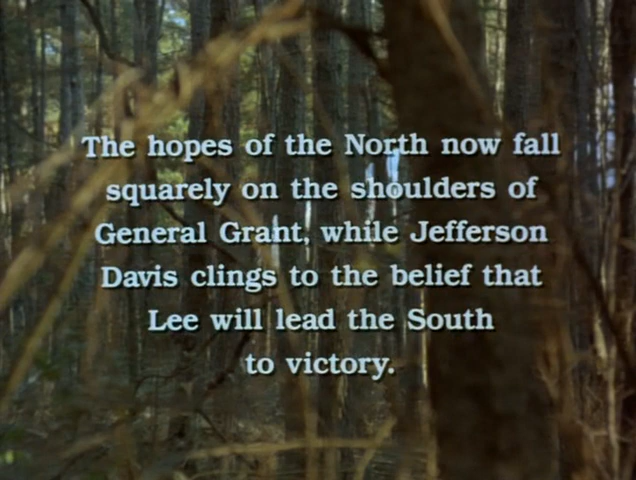 The hopes of the North now fall
squarely on the shoulders of
General Grant, while Jefferson
Davis clings to the belief that
Lee will lead the South
to victory.